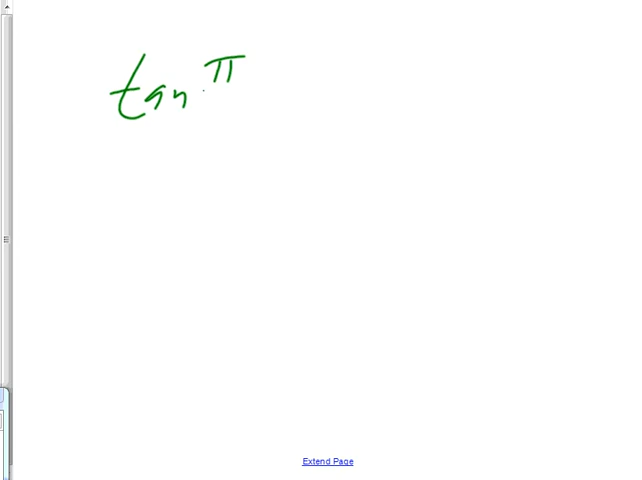 tan π
Extend Page